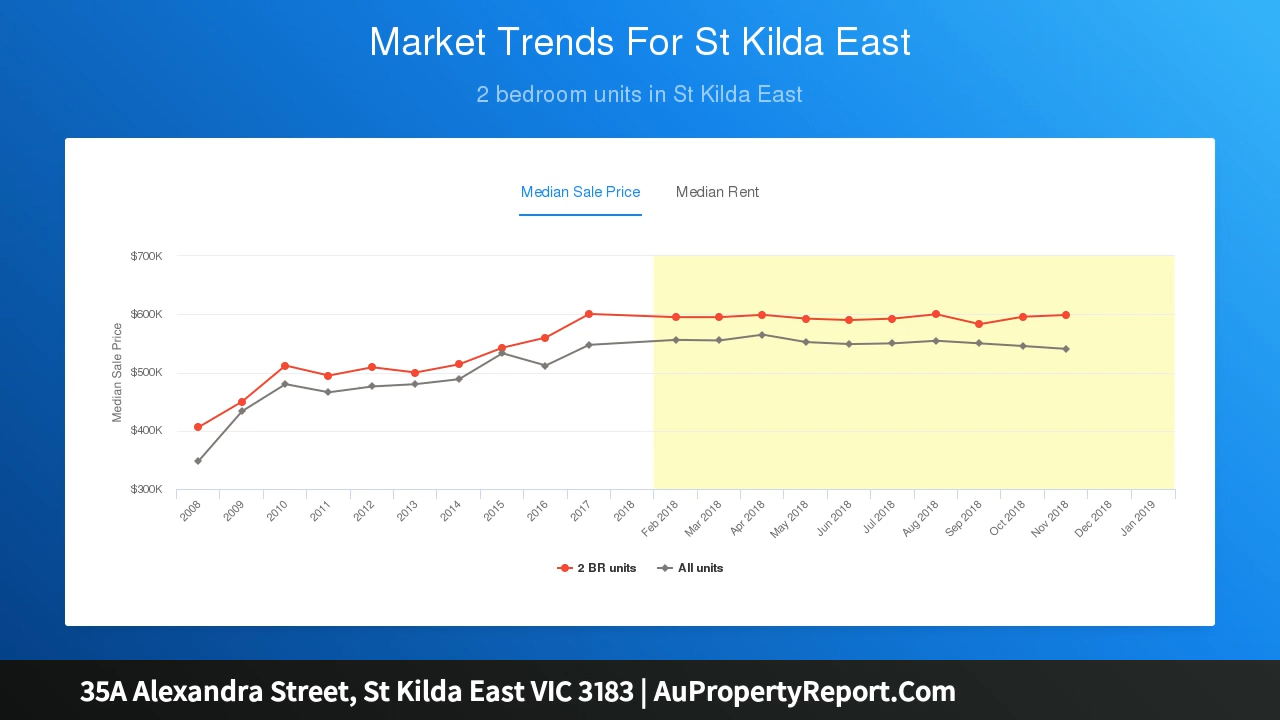 Market Trends For St Kilda East
2 bedroom units in St Kilda East
Median Sale Price Median Rent
Median Sale Price
$700K
$600K
$500K
$400K
$300K
2008 2009 2010 2011 2012 2013 2014 2015 2016 2017 2018 Feb 2018 Mar 2018 Apr 2018 May 2018 Jun 2018 Jul 2018 Aug 2018 Sep 2018 Oct 2018 Nov 2018 Dec 2018 Jan 2019
2 BR units All units
35A Alexandra Street, St Kilda East VIC 3183 | AuPropertyReport.Com